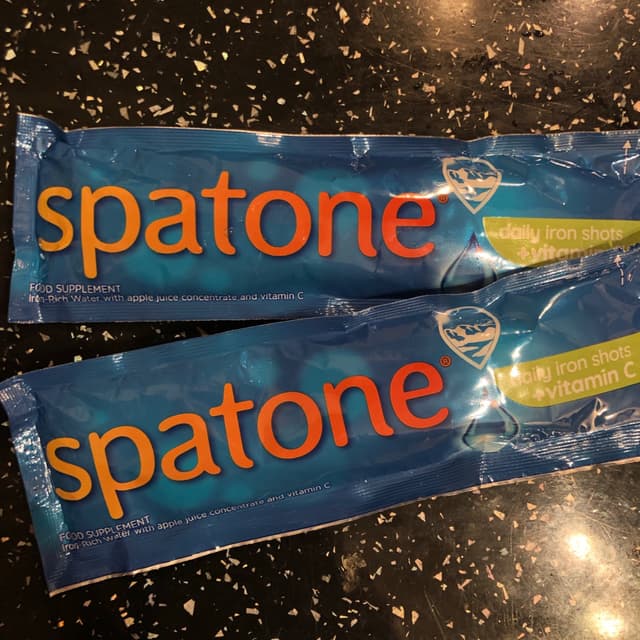 spatone®
daily iron shots
+vitamin C
FOOD SUPPLEMENT
Iron-Rich Water with apple juice concentrate and vitamin C
spatone®
daily iron shots
+vitamin C
FOOD SUPPLEMENT
Iron-Rich Water with apple juice concentrate and vitamin C